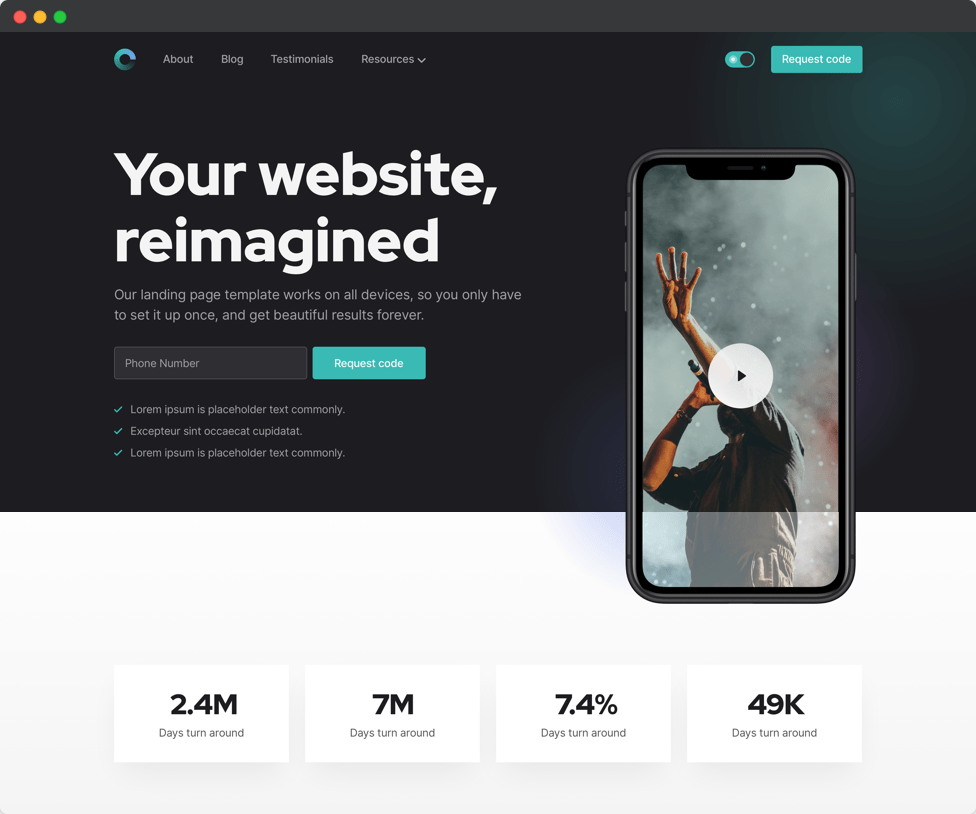 About
Blog
Testimonials
Resources
Request code
Your website,
reimagined
Our landing page template works on all devices, so you only have
to set it up once, and get beautiful results forever.
Phone Number
Request code
Lorem ipsum is placeholder text commonly.
Excepteur sint occaecat cupidatat.
Lorem ipsum is placeholder text commonly.
2.4M
Days turn around
7M
Days turn around
7.4%
Days turn around
49K
Days turn around